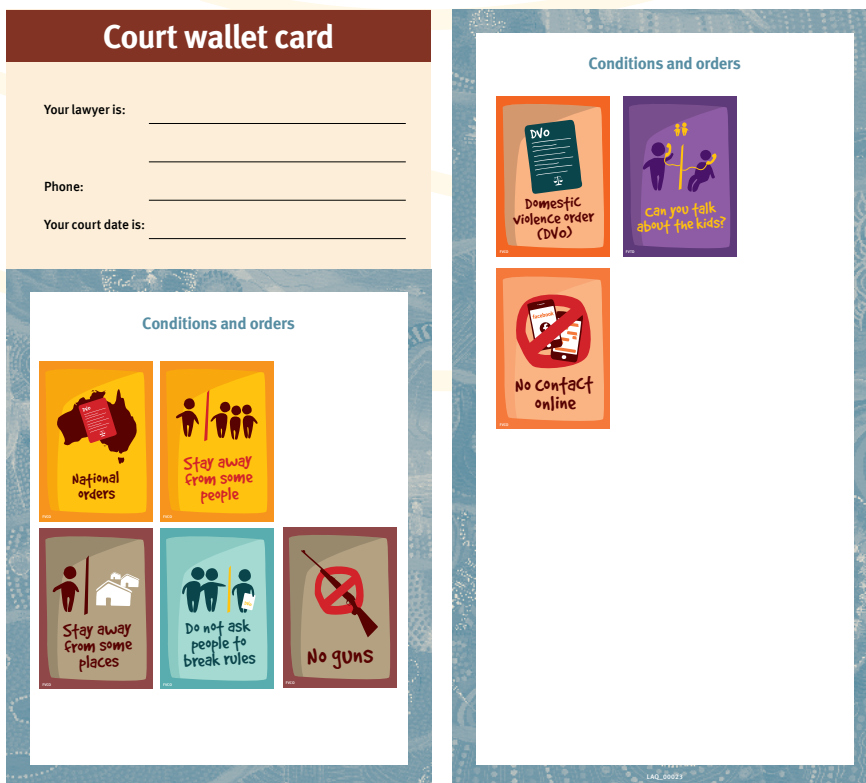 Court wallet card
Your lawyer is:
Phone:
Your court date is:
Conditions and orders
DVO
National
orders
Stay away
from some
people
Stay away
from some
places
Do not ask
people to
break rules
No guns
Conditions and orders
DVO
Domestic
violence order
(DVO)
Can you talk
about the kids?
facebook
No contact
online
LAQ_00023